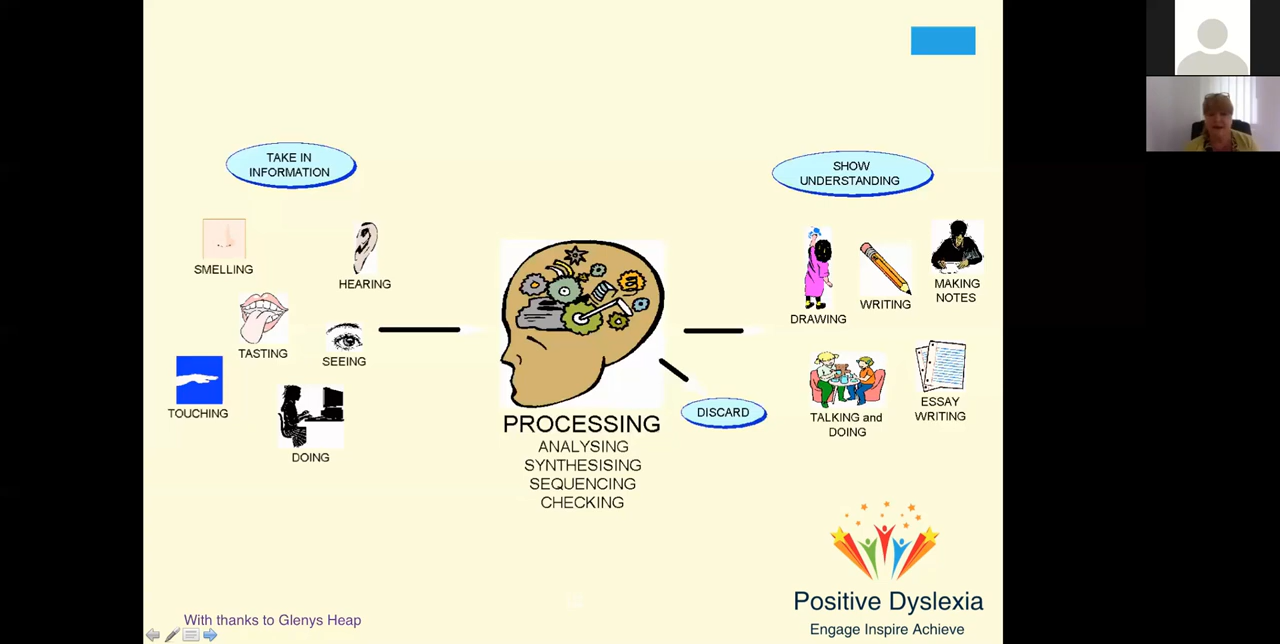 TAKE IN
INFORMATION
SMELLING
HEARING
TASTING
SEEING
TOUCHING
DOING
PROCESSING
ANALYSING
SYNTHESISING
SEQUENCING
CHECKING
DISCARD
SHOW
UNDERSTANDING
DRAWING
WRITING
MAKING
NOTES
TALKING and
DOING
ESSAY
WRITING
Positive Dyslexia
Engage Inspire Achieve
With thanks to Glenys Heap